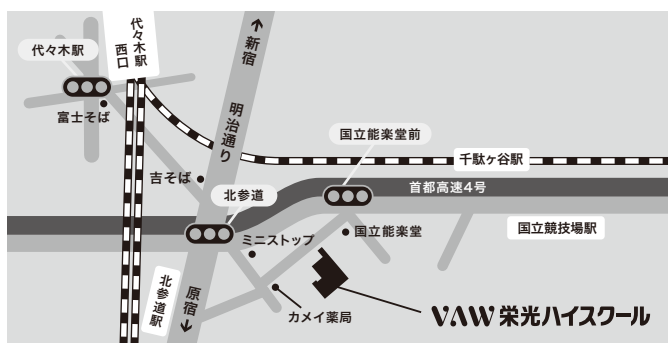 代々木駅
西口
代々木駅
富士そば
↑新宿
明治通り
国立能楽堂前
千駄ヶ谷駅
吉そば
北参道
首都高速4号
国立競技場駅
国立能楽堂
ミニストップ
北参道駅
原宿↓
カメイ薬局
VAW栄光ハイスクール